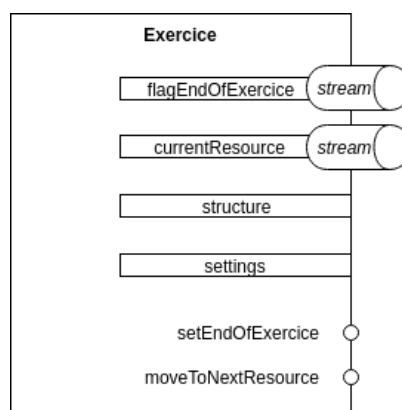 Exercice
flagEndOfExercice stream
currentResource stream
structure
settings
setEndOfExercice
moveToNextResource